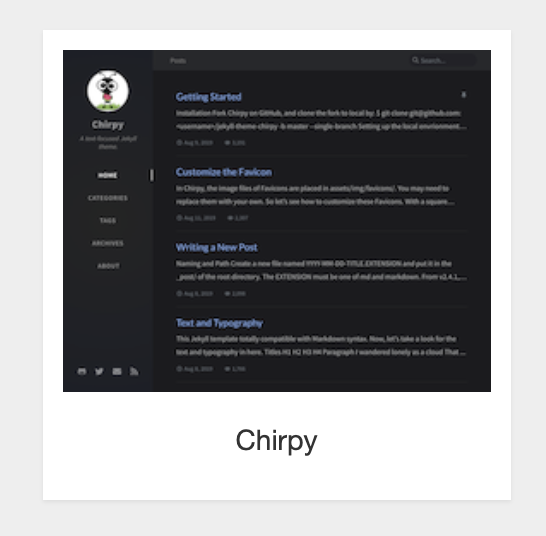 Posts
Search...
Chirpy
A text-focused Jekyll
theme.
HOME
CATEGORIES
TAGS
ARCHIVES
ABOUT
Getting Started
Installation Fork Chirpy on GitHub, and clone the fork to local by: $ git clone git@github.com:
<username>/jekyll-theme-chirpy -b master --single-branch Setting up the local environment...
Aug 9, 2019
Customize the Favicon
In Chirpy, the image files of Favicons are placed in assets/img/favicons/. You may need to
replace them with your own. So let's see how to customize these Favicons. With a square...
Aug 11, 2019
Writing a New Post
Naming and Path Create a new file named YYYY-MM-DD-TITLE.EXTENSION and put it in the
_post/ of the root directory. The EXTENSION must be one of md and markdown. From v2.4.1,...
Aug 8, 2019
Text and Typography
This Jekyll template totally compatible with Markdown syntax. Now, let's take a look for the
text and typography in here. Titles H1 H2 H3 H4 Paragraph I wandered lonely as a cloud That ...
Aug 8, 2019
Chirpy